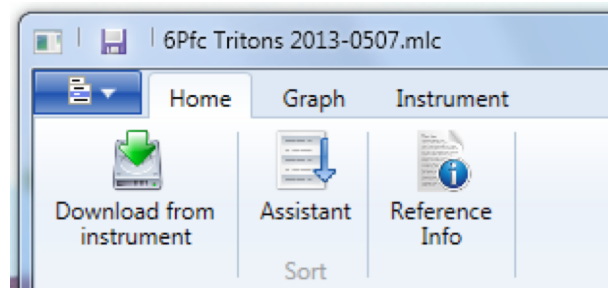 6Pfc Tritons 2013-0507.mlc
Home Graph Instrument
Download from
instrument
Assistant
Reference
Info
Sort